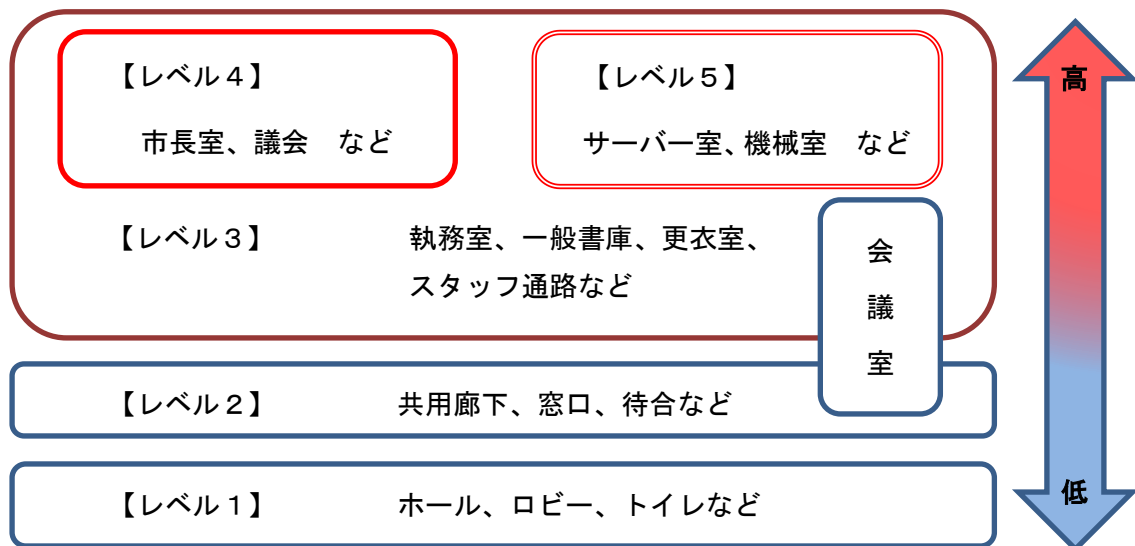 【レベル４】
市長室、議会　など
【レベル５】
サーバー室、機械室　など
【レベル３】
執務室、一般書庫、更衣室、
スタッフ通路など
会議室
【レベル２】
共用廊下、窓口、待合など
【レベル１】
ホール、ロビー、トイレなど
高
低